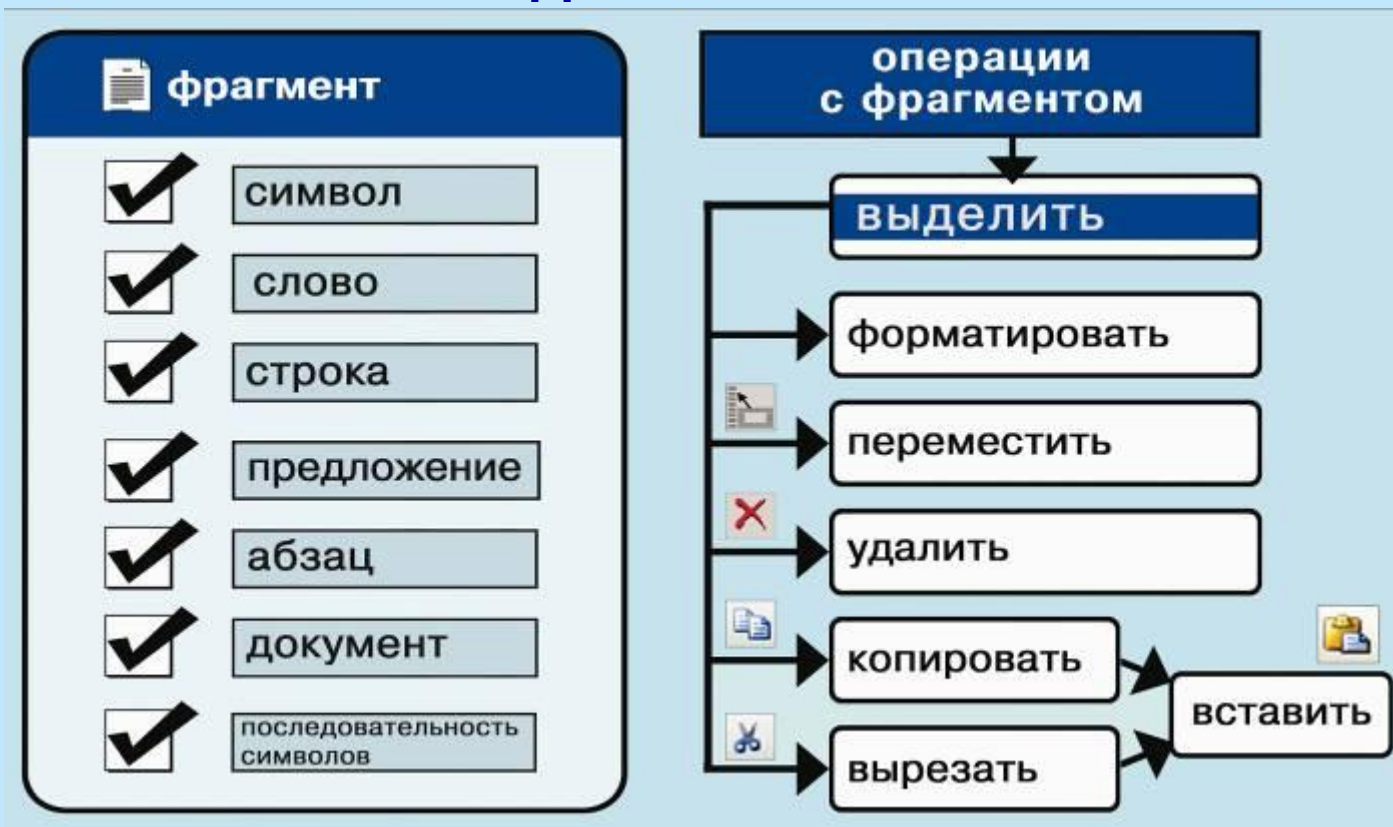 фрагмент
символ
слово
строка
предложение
абзац
документ
последовательность
символов
операции
с фрагментом
выделить
форматировать
переместить
удалить
копировать
вставить
вырезать